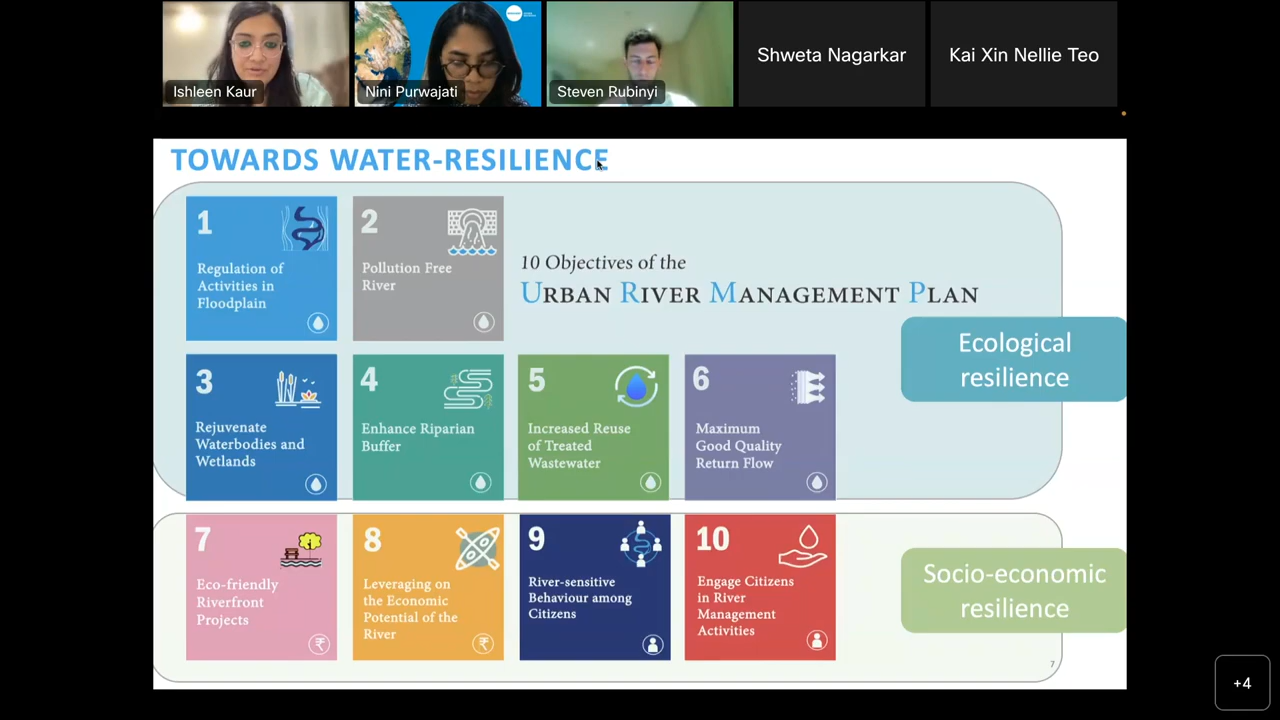 Ishleen Kaur
Nini Purwajati
Steven Rubinyi
Shweta Nagarkar
Kai Xin Nellie Teo
TOWARDS WATER-RESILIENCE
1
Regulation of
Activities in
Floodplain
2
Pollution Free
River
10 Objectives of the
URBAN RIVER MANAGEMENT PLAN
Ecological
resilience
3
Rejuvenate
Waterbodies and
Wetlands
4
Enhance Riparian
Buffer
5
Increased Reuse
of Treated
Wastewater
6
Maximum
Good Quality
Return Flow
7
Eco-friendly
Riverfront
Projects
₹
8
Leveraging on
the Economic
Potential of the
River
₹
9
River-sensitive
Behaviour among
Citizens
10
Engage Citizens
in River
Management
Activities
Socio-economic
resilience
7
+4